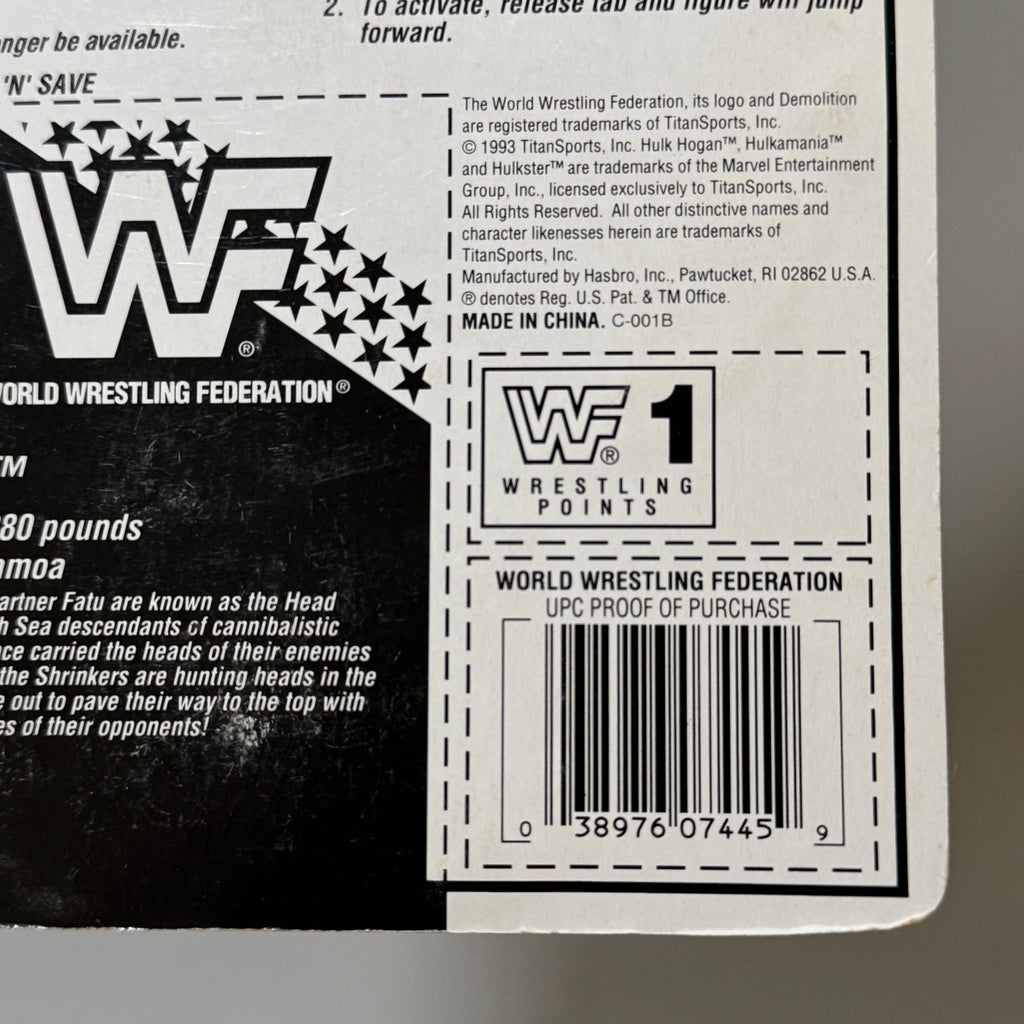 2. To activate, release tab and figure will jump
forward.
nger be available.
'N' SAVE
The World Wrestling Federation, its logo and Demolition
are registered trademarks of TitanSports, Inc.
© 1993 TitanSports, Inc. Hulk Hogan™, Hulkamania™
and Hulkster™ are trademarks of the Marvel Entertainment
Group, Inc., licensed exclusively to TitanSports, Inc.
All Rights Reserved. All other distinctive names and
character likenesses herein are trademarks of
TitanSports, Inc.
Manufactured by Hasbro, Inc., Pawtucket, RI 02862 U.S.A.
® denotes Reg. U.S. Pat. & TM Office.
MADE IN CHINA. C-001B
WF®
WORLD WRESTLING FEDERATION®
TM
80 pounds
amoa
artner Fatu are known as the Head
h Sea descendants of cannibalistic
ce carried the heads of their enemies
the Shrinkers are hunting heads in the
e out to pave their way to the top with
es of their opponents!
WF® 1
WRESTLING
POINTS
WORLD WRESTLING FEDERATION
UPC PROOF OF PURCHASE
0 38976 07445 9